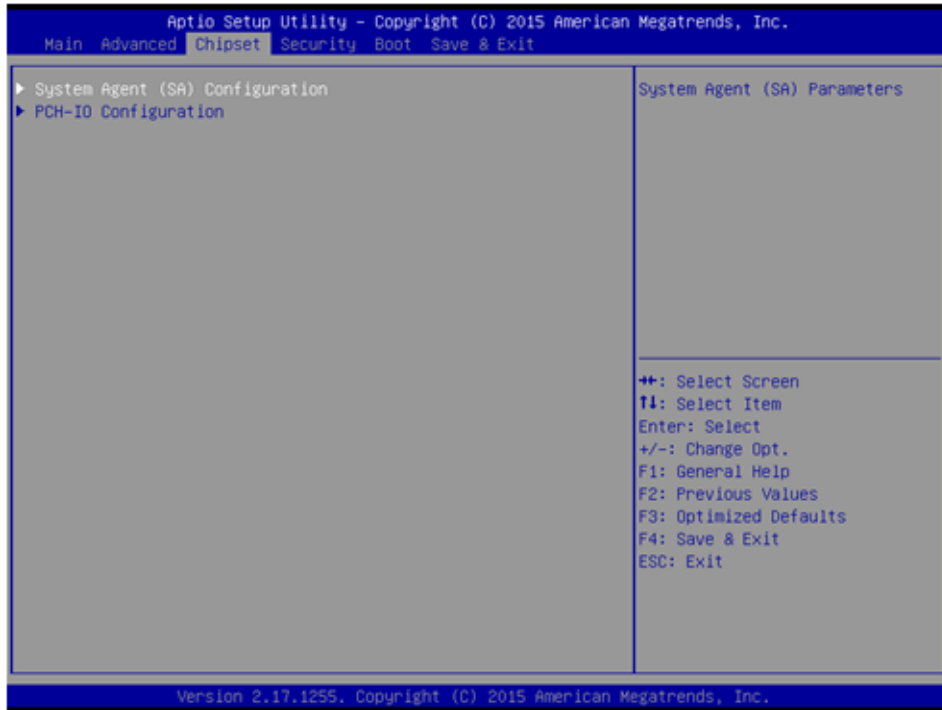 Aptio Setup Utility – Copyright (C) 2015 American Megatrends, Inc.
Main Advanced Chipset Security Boot Save & Exit
▶ System Agent (SA) Configuration
▶ PCH-IO Configuration
System Agent (SA) Parameters
→←: Select Screen
↑↓: Select Item
Enter: Select
+/-: Change Opt.
F1: General Help
F2: Previous Values
F3: Optimized Defaults
F4: Save & Exit
ESC: Exit
Version 2.17.1255. Copyright (C) 2015 American Megatrends, Inc.